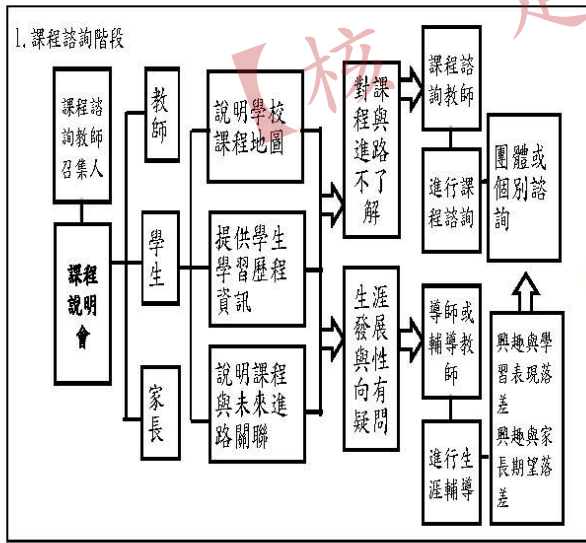 1. 課程諮詢階段
課程諮
詢教師
召集人
課程
說明
會
教
師
學
生
家
長
說明學校
課程地圖
提供學生
學習歷程
資訊
說明課程
與未來進
路關聯
對課
程與
進路
不了
解
生涯
發展
與性
向有
疑問
課程諮
詢教師
進行課
程諮詢
團體或
個別諮
詢
導師或
輔導教
師
進行生
涯輔導
興趣與學
習表現落
差
興趣與家
長期望落
差
【核